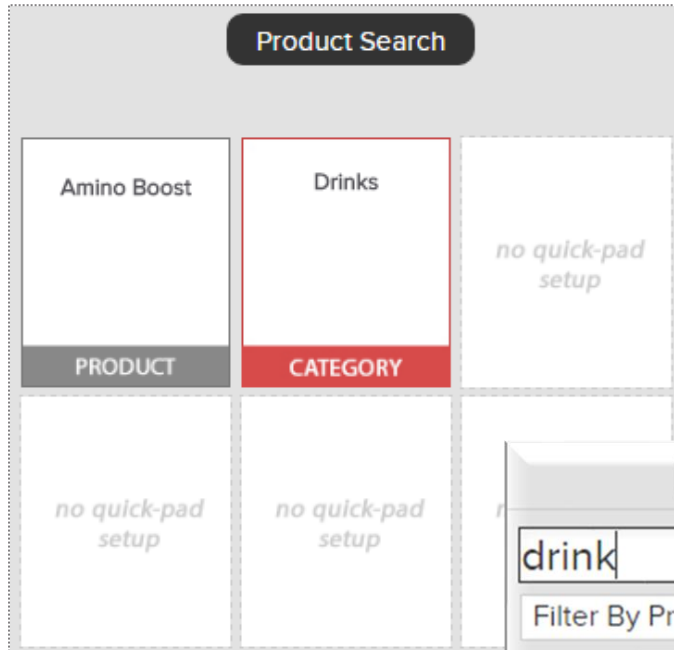 Product Search
Amino Boost
Drinks
no quick-pad
setup
PRODUCT
CATEGORY
no quick-pad
setup
no quick-pad
setup
drink
Filter By Pr